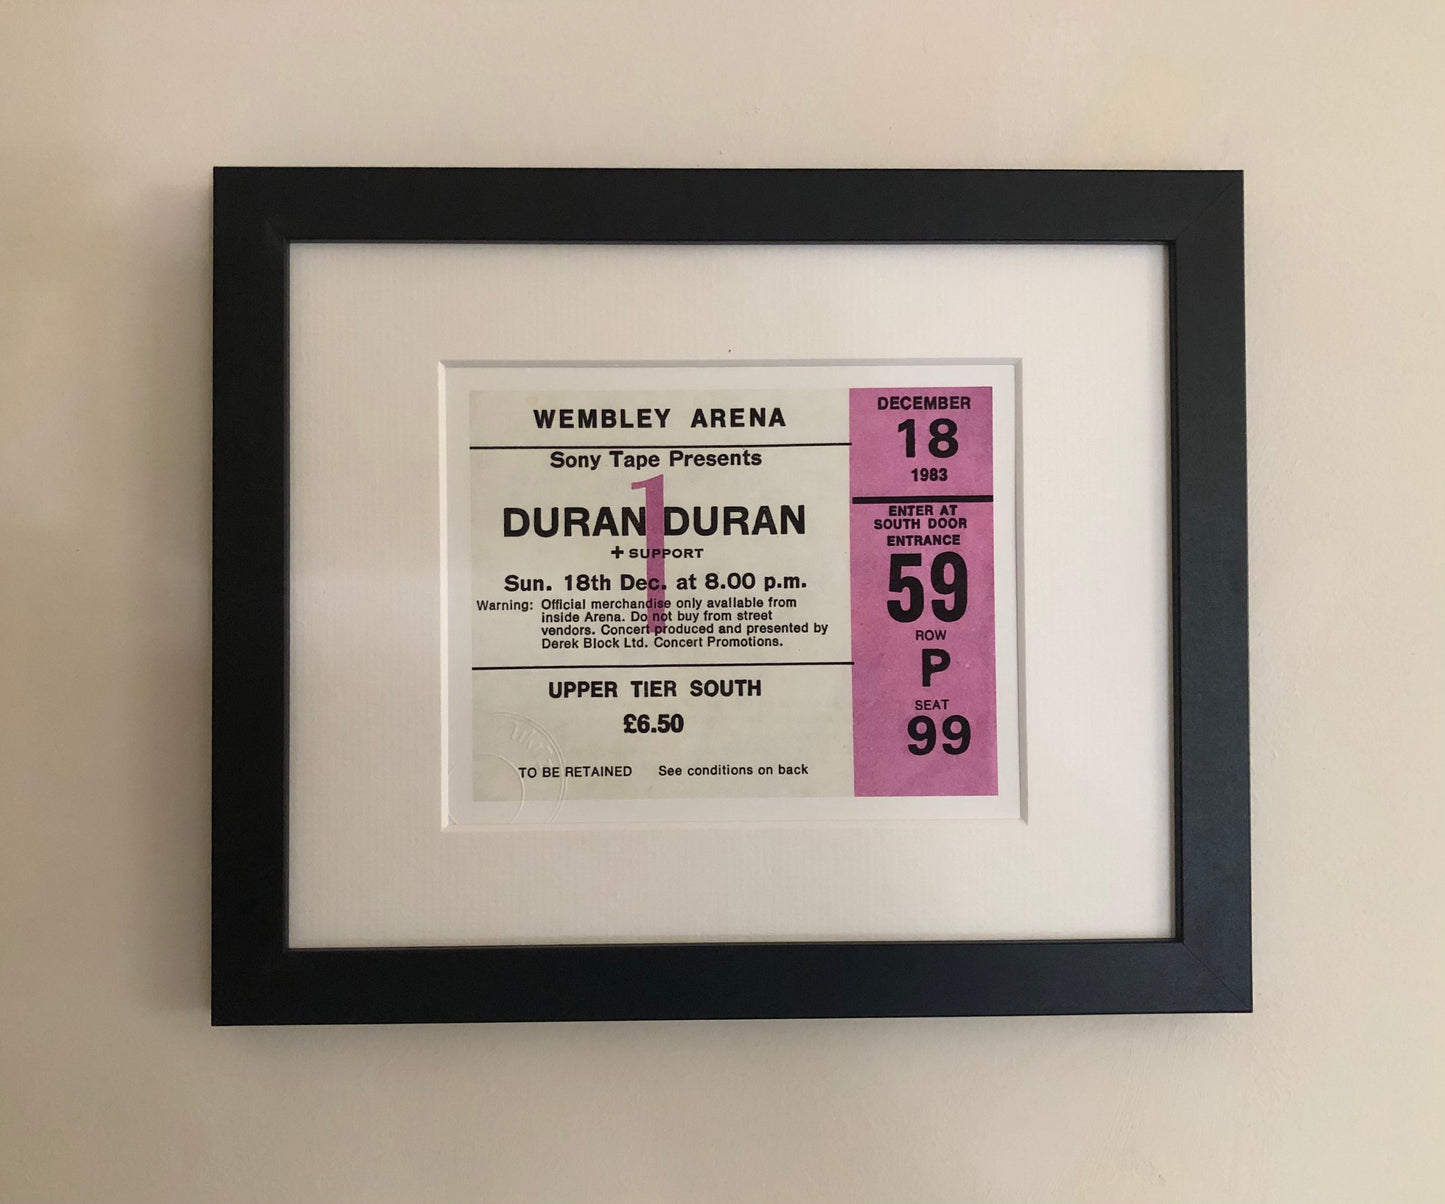 WEMBLEY ARENA
Sony Tape Presents
1
DURAN DURAN
+ SUPPORT
Sun. 18th Dec. at 8.00 p.m.
Warning: Official merchandise only available from
inside Arena. Do not buy from street
vendors. Concert produced and presented by
Derek Block Ltd. Concert Promotions.
UPPER TIER SOUTH
£6.50
TO BE RETAINED See conditions on back
DECEMBER
18
1983
ENTER AT
SOUTH DOOR
ENTRANCE
59
ROW
P
SEAT
99